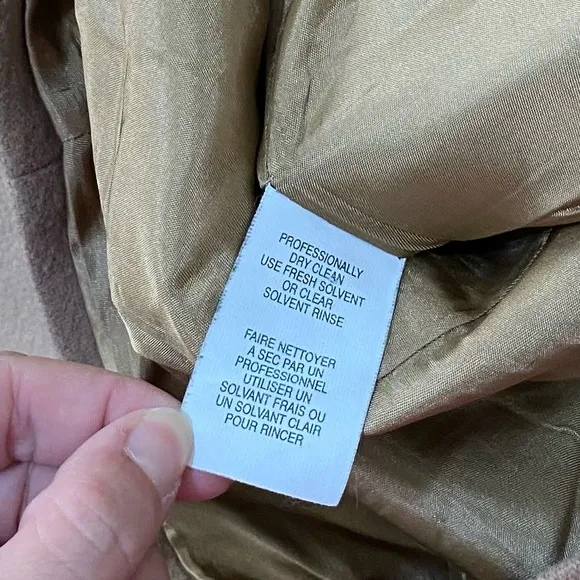 PROFESSIONALLY
DRY CLEAN
USE FRESH SOLVENT
OR CLEAR
SOLVENT RINSE
FAIRE NETTOYER
À SEC PAR UN
PROFESSIONNEL
UTILISER UN
SOLVANT FRAIS OU
UN SOLVANT CLAIR
POUR RINCER